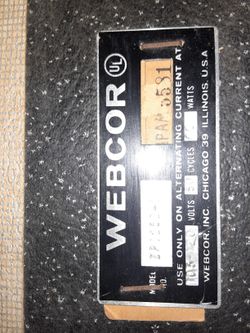 WEBCOR UL
MODEL NO.
PAP 5531
USE ONLY ON ALTERNATING CURRENT AT
VOLTS CYCLES WATTS
WEBCOR, INC. CHICAGO 39 ILLINOIS, U.S.A